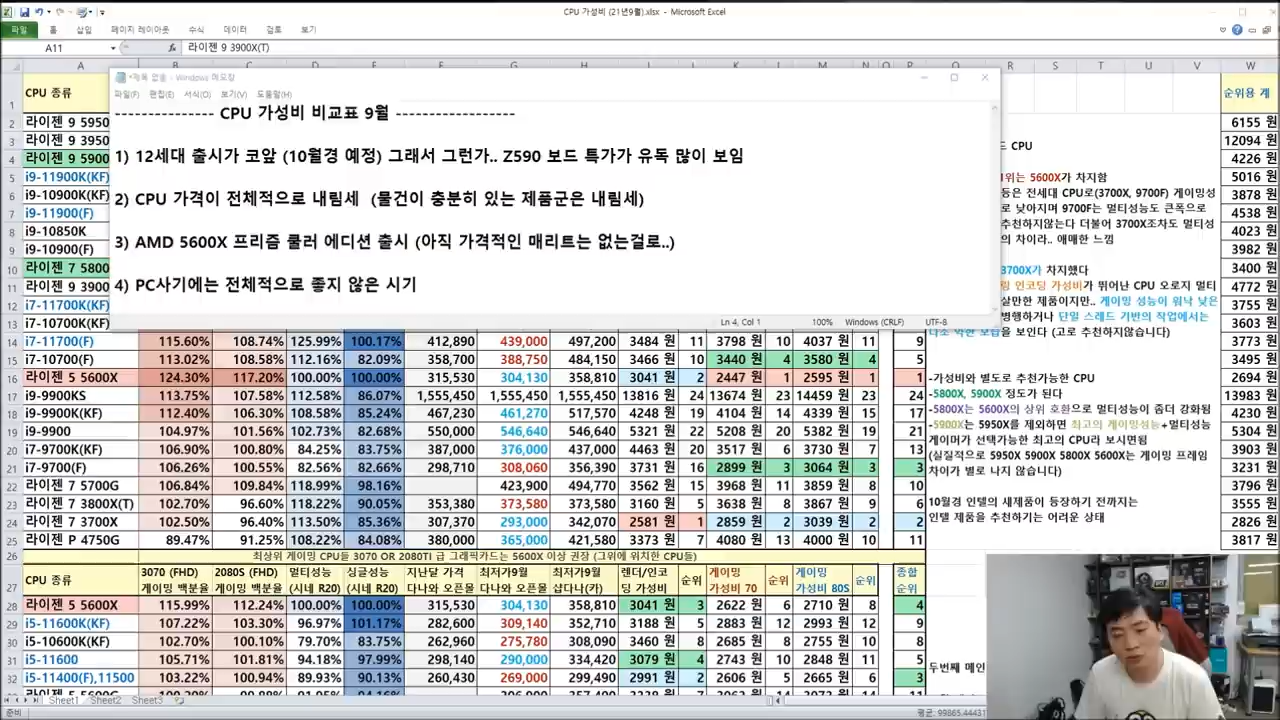 CPU 가성비 (21년9월).xlsx - Microsoft Excel
파일 홈 삽입 페이지 레이아웃 수식 데이터 검토 보기
A11 fx 라이젠 9 3900X(T)
A K L M N O P Q R S T U V W
*제목 없음 - Windows 메모장
파일(F) 편집(E) 서식(O) 보기(V) 도움말(H)
--------------- CPU 가성비 비교표 9월 ------------------
1) 12세대 출시가 코앞 (10월경 예정) 그래서 그런가.. Z590 보드 특가가 유독 많이 보임
2) CPU 가격이 전체적으로 내림세 (물건이 충분히 있는 제품군은 내림세)
3) AMD 5600X 프리즘 쿨러 에디션 출시 (아직 가격적인 매리트는 없는걸로..)
4) PC사기에는 전체적으로 좋지 않은 시기
Ln 4, Col 1 100% Windows (CRLF) UTF-8
1 CPU 종류 순위용 계
2 라이젠 9 5950 6155 원
3 라이젠 9 3950 12094 원
4 라이젠 9 5900 4226 원
5 i9-11900K(KF) 5016 원
6 i9-10900K(KF) 3878 원
7 i9-11900(F) 4538 원
8 i9-10850K 4023 원
9 i9-10900(F) 3982 원
10 라이젠 7 5800 3400 원
11 라이젠 9 3900 4772 원
12 i7-11700K(KF) 3755 원
13 i7-10700K(KF) 3603 원
14 i7-11700(F) 115.60% 108.74% 125.99% 100.17% 412,890 439,000 497,200 3484 원 11 3798 원 10 4037 원 11 9 3773 원
15 i7-10700(F) 113.02% 108.58% 112.16% 82.09% 358,700 388,750 484,150 3466 원 10 3440 원 4 3580 원 4 5 3495 원
16 라이젠 5 5600X 124.30% 117.20% 100.00% 100.00% 315,530 304,130 358,810 3041 원 2 2447 원 1 2595 원 1 1 2694 원
17 i9-9900KS 113.75% 107.58% 112.58% 86.07% 1,555,450 1,555,450 1,555,450 13816 원 24 13674 원 23 14459 원 23 24 13983 원
18 i9-9900K(KF) 112.40% 106.30% 108.58% 85.24% 467,230 461,270 517,570 4248 원 19 4104 원 14 4339 원 15 17 4230 원
19 i9-9900 104.97% 101.56% 102.73% 82.68% 550,000 546,640 546,640 5321 원 22 5208 원 20 5382 원 19 21 5304 원
20 i7-9700K(KF) 106.90% 100.80% 84.25% 83.75% 387,000 376,000 437,000 4463 원 20 3517 원 6 3730 원 7 13 3903 원
21 i7-9700(F) 106.26% 100.55% 82.56% 82.66% 298,710 308,060 356,390 3731 원 16 2899 원 3 3064 원 3 3 3231 원
22 라이젠 7 5700G 106.84% 109.84% 118.99% 98.16% 423,900 494,770 3562 원 15 3968 원 11 3859 원 8 10 3796 원
23 라이젠 7 3800X(T) 102.70% 96.60% 118.22% 90.05% 353,380 373,580 373,580 3160 원 3 3638 원 8 3867 원 9 6 3555 원
24 라이젠 7 3700X 102.50% 96.40% 113.50% 85.36% 307,370 293,000 342,070 2581 원 1 2859 원 2 3039 원 2 2 2826 원
25 라이젠 P 4750G 89.47% 91.25% 108.22% 84.08% 380,000 365,000 421,580 3373 원 7 4080 원 13 4000 원 10 11 3817 원
26 최상위 게이밍 CPU들 3070 OR 2080TI 급 그래픽카드는 5600X 이상 권장 (그위에 위치한 CPU들)
27 CPU 종류 3070 (FHD) 게이밍 백분율 2080S (FHD) 게이밍 백분율 멀티성능 (시네 R20) 싱글성능 (시네 R20) 지난달 가격 다나와 오픈몰 최저가9월 다나와 오픈몰 최저가9월 샵다나(카) 렌더/인코딩 가성비 순위 게이밍 가성비 70 순위 게이밍 가성비 80S 순위 종합 순위
28 라이젠 5 5600X 115.99% 112.24% 100.00% 100.00% 315,530 304,130 358,810 3041 원 3 2622 원 6 2710 원 8 4
29 i5-11600K(KF) 107.22% 103.30% 96.97% 101.17% 282,600 309,140 352,710 3188 원 5 2883 원 12 2993 원 12 9
30 i5-10600K(KF) 102.70% 100.10% 79.70% 83.75% 262,960 275,780 308,090 3460 원 8 2685 원 8 2755 원 10 8
31 i5-11600 105.71% 101.81% 94.18% 97.99% 298,140 290,000 334,420 3079 원 4 2743 원 10 2848 원 11 5
32 i5-11400(F),11500 103.22% 100.94% 89.93% 90.13% 260,430 269,000 299,490 2991 원 2 2606 원 5 2665 원 6 3
드 CPU
위는 5600X가 차지함
등은 전세대 CPU로(3700X, 9700F) 게이밍성
로 낮아지며 9700F는 멀티성능도 큰폭으로
추천하지않는다 더불어 3700X조차도 멀티성
의 차이라.. 애매한 느낌
3700X가 차지했다
링 인코딩 가성비가 뛰어난 CPU 오로지 멀티
살만한 제품이지만.. 게이밍 성능이 워낙 낮은
병행하거나 단일 스레드 기반의 작업에서는
다소 약한 모습을 보인다 (고로 추천하지않습니다)
-가성비와 별도로 추천가능한 CPU
-5800X, 5900X 정도가 된다
-5800X는 5600X의 상위 호환으로 멀티성능이 좀더 강화됨
-5900X는 5950X를 제외하면 최고의 게이밍성능+멀티성능
게이머가 선택가능한 최고의 CPU라 보시면됨
(실질적으로 5950X 5900X 5800X 5600X는 게이밍 프레임
차이가 별로 나지 않습니다)
10월경 인텔의 새제품이 등장하기 전까지는
인텔 제품을 추천하기는 어려운 상태
두번째 메인
Sheet1 Sheet2 Sheet3
준비 평균: 99865.44431